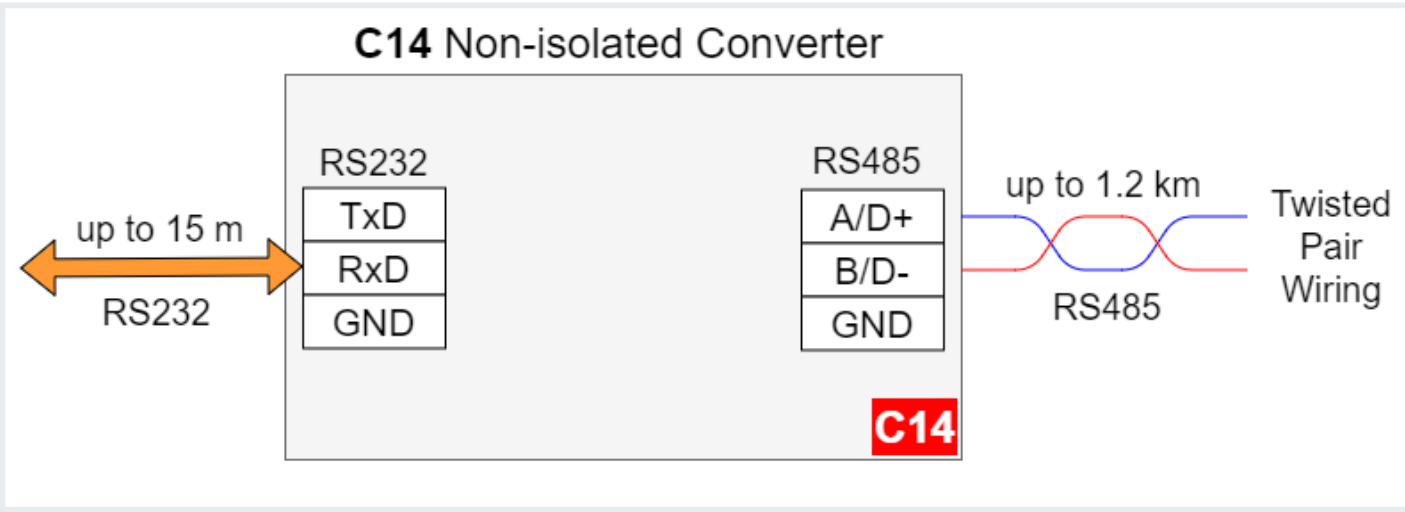 C14 Non-isolated Converter
RS232
TxD
RxD
GND
up to 15 m
RS232
RS485
A/D+
B/D-
GND
up to 1.2 km
RS485
Twisted
Pair
Wiring
C14